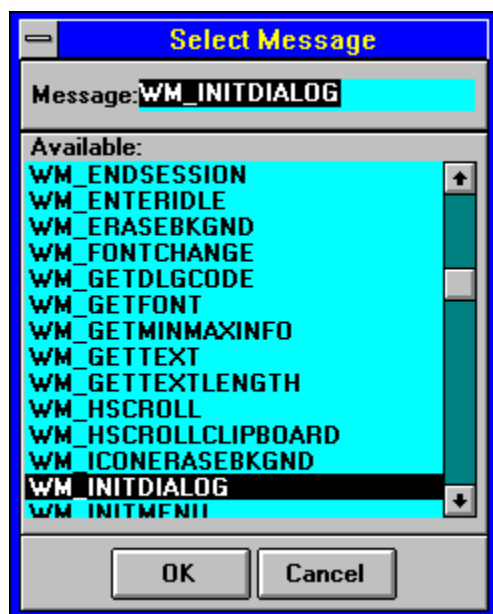 Select Message
Message: WM_INITDIALOG
Available:
WM_ENDSESSION
WM_ENTERIDLE
WM_ERASEBKGND
WM_FONTCHANGE
WM_GETDLGCODE
WM_GETFONT
WM_GETMINMAXINFO
WM_GETTEXT
WM_GETTEXTLENGTH
WM_HSCROLL
WM_HSCROLLCLIPBOARD
WM_ICONERASEBKGND
WM_INITDIALOG
WM_INITMENU
OK Cancel